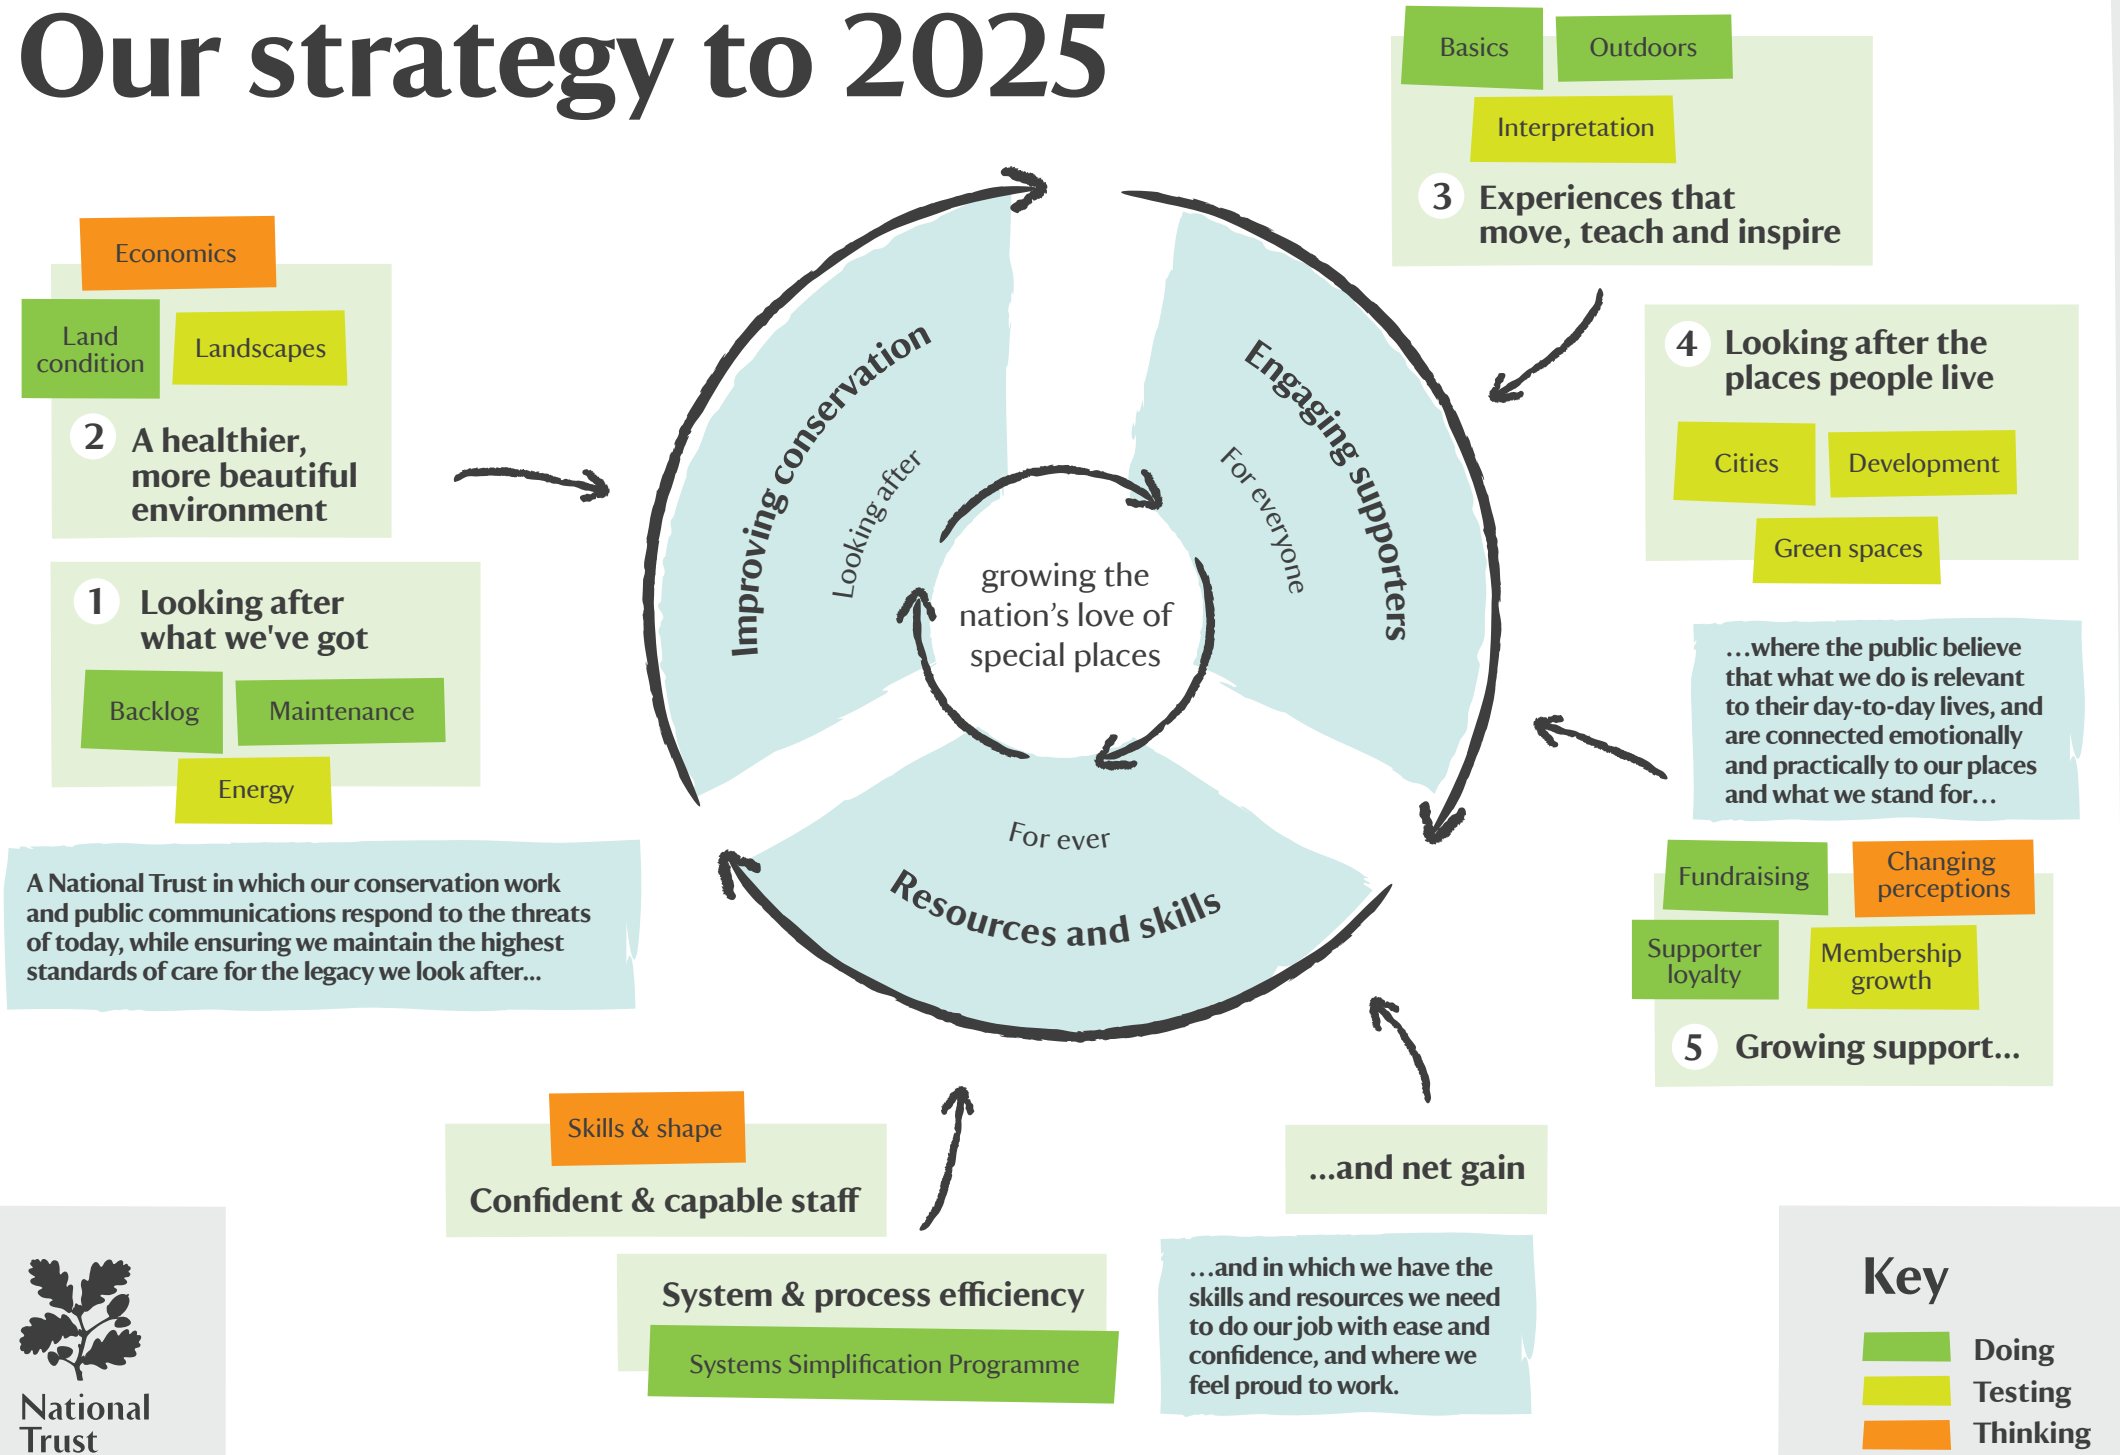 Our strategy to 2025
Economics
Land
condition
Landscapes
2
A healthier,
more beautiful
environment
1
Looking after
what we've got
Backlog
Maintenance
Energy
A National Trust in which our conservation work
and public communications respond to the threats
of today, while ensuring we maintain the highest
standards of care for the legacy we look after...
Improving conservation
Looking after
Engaging supporters
For everyone
growing the
nation’s love of
special places
For ever
Resources and skills
Basics
Outdoors
Interpretation
3
Experiences that
move, teach and inspire
4
Looking after the
places people live
Cities
Development
Green spaces
…where the public believe
that what we do is relevant
to their day-to-day lives, and
are connected emotionally
and practically to our places
and what we stand for…
Fundraising
Changing
perceptions
Supporter
loyalty
Membership
growth
5
Growing support...
Skills & shape
Confident & capable staff
System & process efficiency
Systems Simplification Programme
...and net gain
…and in which we have the
skills and resources we need
to do our job with ease and
confidence, and where we
feel proud to work.
National
Trust
Key
Doing
Testing
Thinking